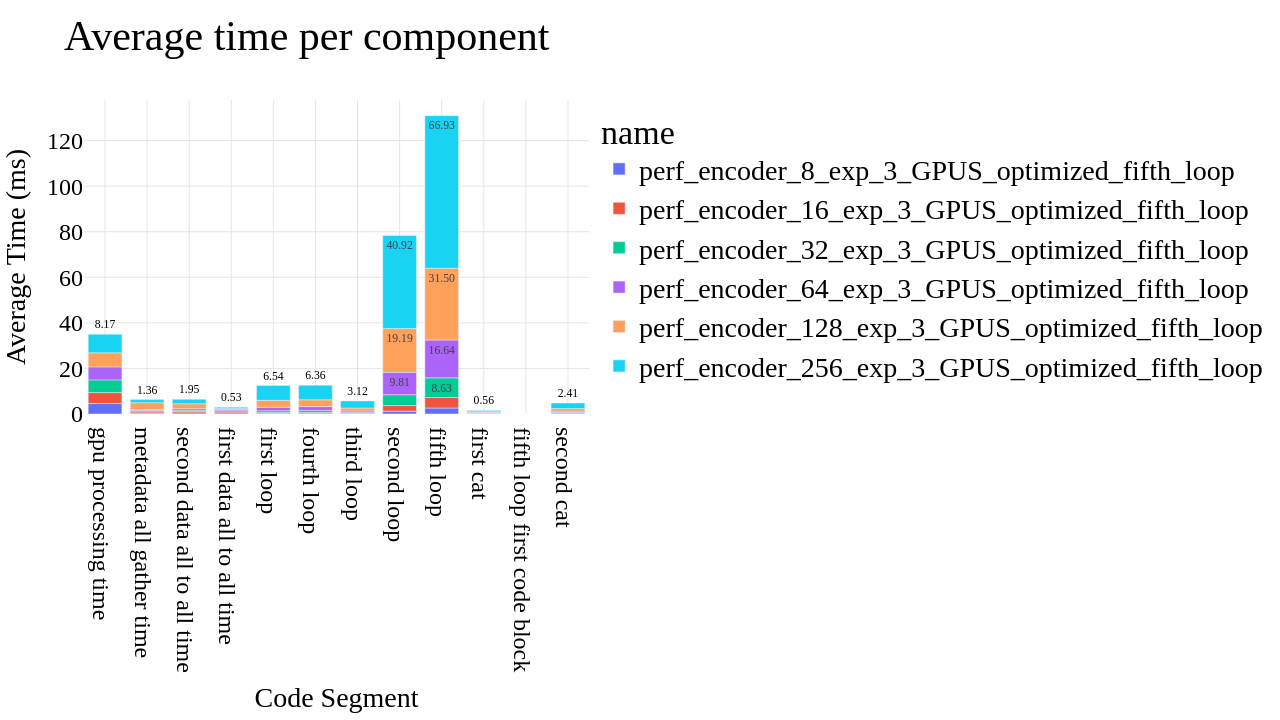 Average time per component
Average Time (ms)
120
100
80
60
40
20
0
8.17
1.36
1.95
0.53
6.54
6.36
3.12
40.92
19.19
9.81
66.93
31.50
16.64
8.63
0.56
2.41
gpu processing time
metadata all gather time
second data all to all time
first data all to all time
first loop
fourth loop
third loop
second loop
fifth loop
first cat
fifth loop first code block
second cat
Code Segment
name
perf_encoder_8_exp_3_GPUS_optimized_fifth_loop
perf_encoder_16_exp_3_GPUS_optimized_fifth_loop
perf_encoder_32_exp_3_GPUS_optimized_fifth_loop
perf_encoder_64_exp_3_GPUS_optimized_fifth_loop
perf_encoder_128_exp_3_GPUS_optimized_fifth_loop
perf_encoder_256_exp_3_GPUS_optimized_fifth_loop